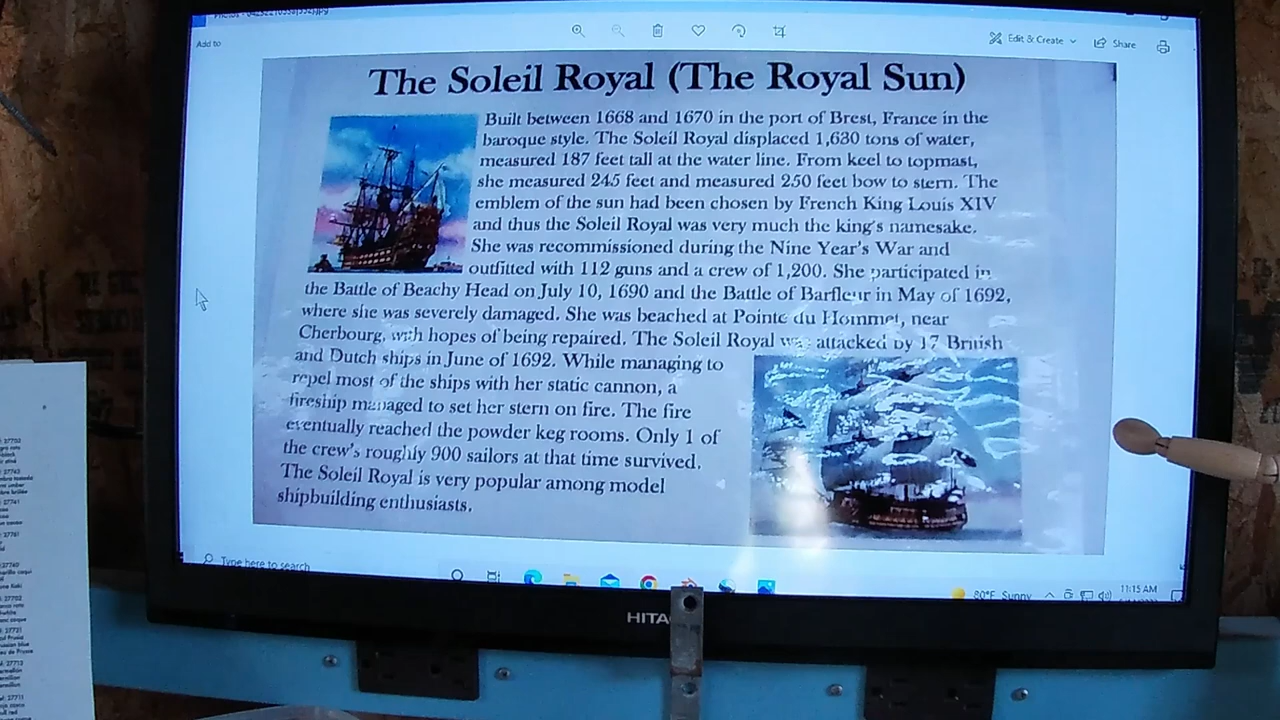 Add to
Edit & Create
Share
The Soleil Royal (The Royal Sun)
Built between 1668 and 1670 in the port of Brest, France in the
baroque style. The Soleil Royal displaced 1,630 tons of water,
measured 187 feet tall at the water line. From keel to topmast,
she measured 245 feet and measured 250 feet bow to stern. The
emblem of the sun had been chosen by French King Louis XIV
and thus the Soleil Royal was very much the king's namesake.
She was recommissioned during the Nine Year's War and
outfitted with 112 guns and a crew of 1,200. She participated in
the Battle of Beachy Head on July 10, 1690 and the Battle of Barfleur in May of 1692,
where she was severely damaged. She was beached at Pointe du Hommet, near
Cherbourg, with hopes of being repaired. The Soleil Royal was attacked by 17 British
and Dutch ships in June of 1692. While managing to
repel most of the ships with her static cannon, a
fireship managed to set her stern on fire. The fire
eventually reached the powder keg rooms. Only 1 of
the crew's roughly 900 sailors at that time survived.
The Soleil Royal is very popular among model
shipbuilding enthusiasts.
Type here to search
80°F Sunny
11:15 AM
HITA